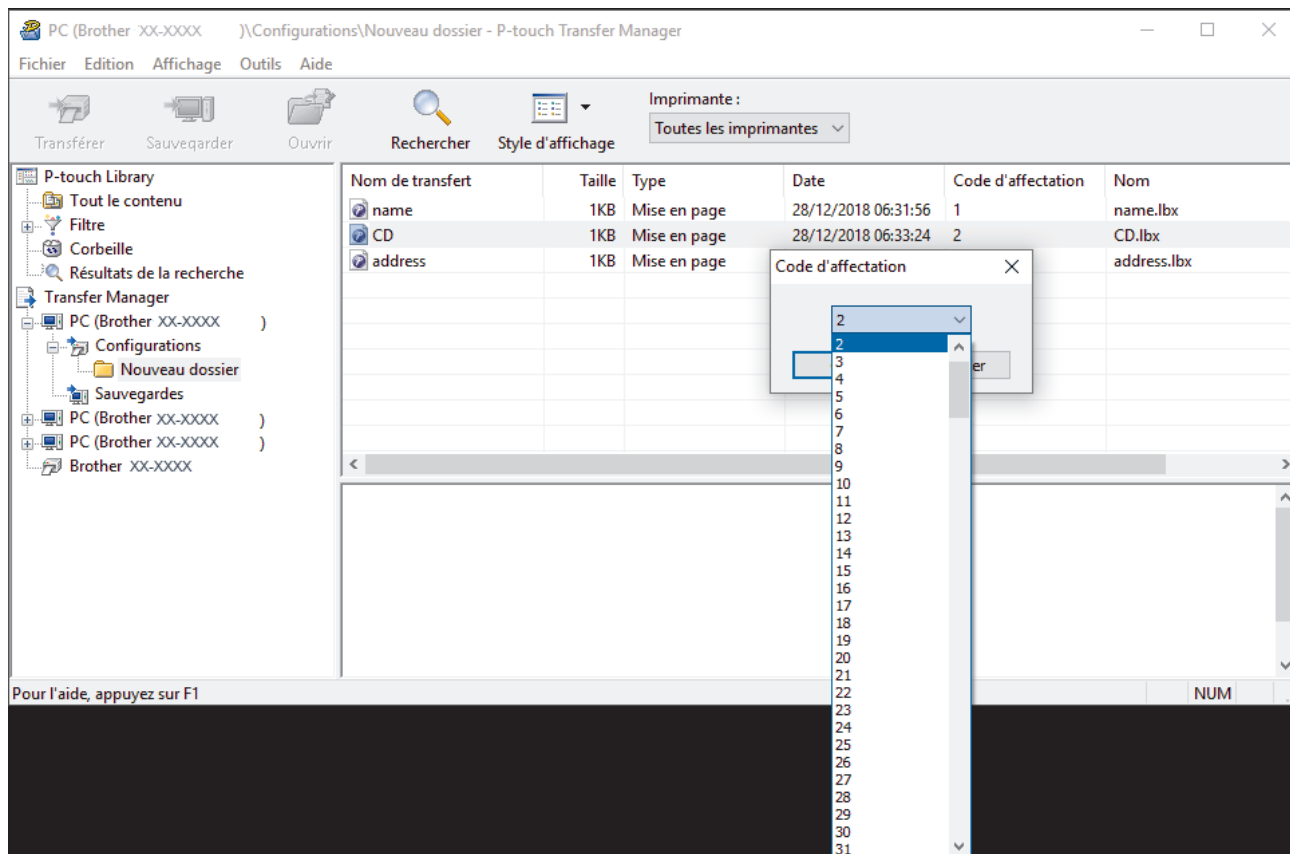 PC (Brother XX-XXXX )\Configurations\Nouveau dossier - P-touch Transfer Manager
Fichier Edition Affichage Outils Aide
Transférer Sauvegarder Ouvrir Rechercher Style d'affichage
Imprimante :
Toutes les imprimantes
P-touch Library
Tout le contenu
Filtre
Corbeille
Résultats de la recherche
Transfer Manager
PC (Brother XX-XXXX )
Configurations
Nouveau dossier
Sauvegardes
PC (Brother XX-XXXX )
PC (Brother XX-XXXX )
Brother XX-XXXX
Nom de transfert Taille Type Date Code d'affectation Nom
name 1KB Mise en page 28/12/2018 06:31:56 1 name.lbx
CD 1KB Mise en page 28/12/2018 06:33:24 2 CD.lbx
address 1KB Mise en page address.lbx
Code d'affectation
2
2
3
4
5
6
7
8
9
10
11
12
13
14
15
16
17
18
19
20
21
22
23
24
25
26
27
28
29
30
31
er
Pour l'aide, appuyez sur F1
NUM